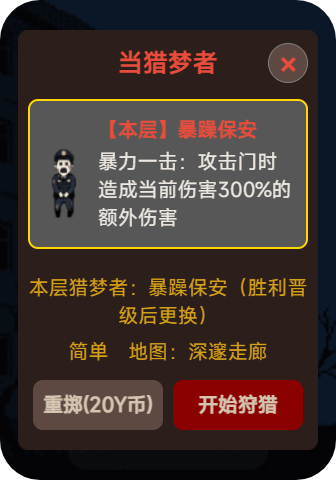 当猎梦者
×
【本层】暴躁保安
暴力一击：攻击门时
造成当前伤害300%的
额外伤害
本层猎梦者：暴躁保安（胜利晋
级后更换）
简单 地图：深邃走廊
重掷(20Y币)
开始狩猎